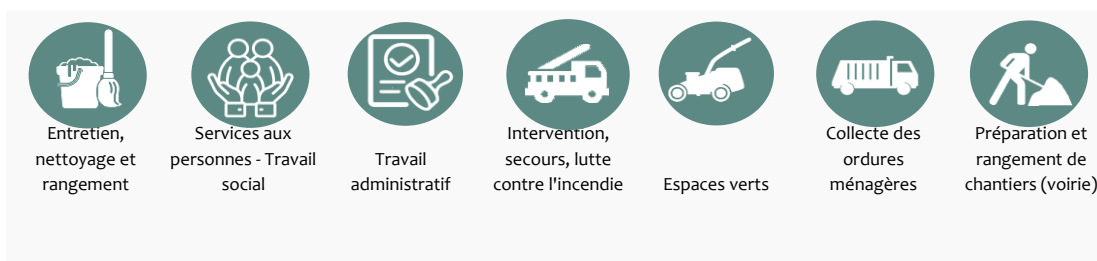 Entretien,
nettoyage et
rangement
Services aux
personnes - Travail
social
Travail
administratif
Intervention,
secours, lutte
contre l'incendie
Espaces verts
Collecte des
ordures
ménagères
Préparation et
rangement de
chantiers (voirie)